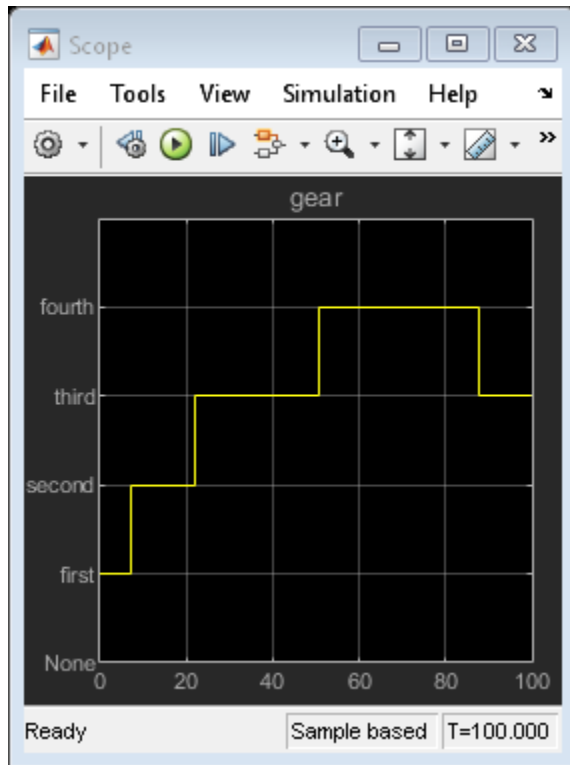 Scope
File Tools View Simulation Help
gear
fourth
third
second
first
None
0 20 40 60 80 100
Ready Sample based T=100.000